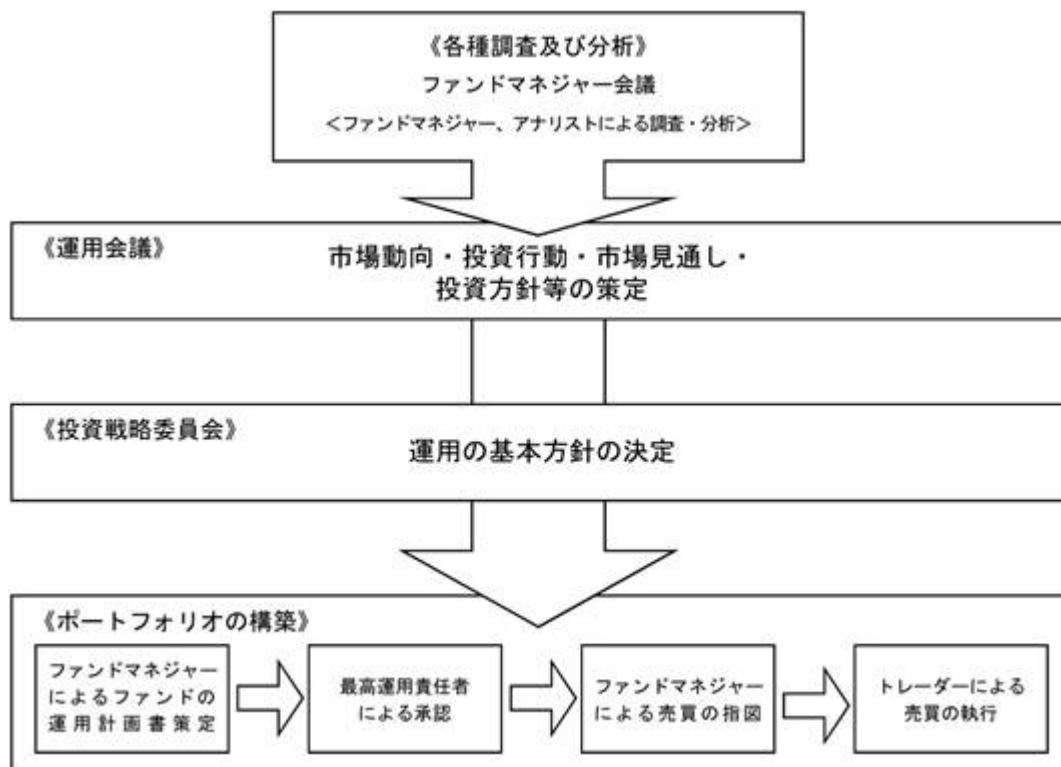 《各種調査及び分析》
ファンドマネジャー会議
<ファンドマネジャー、アナリストによる調査・分析>
《運用会議》
市場動向・投資行動・市場見通し・
投資方針等の策定
《投資戦略委員会》
運用の基本方針の決定
《ポートフォリオの構築》
ファンドマネジャー
によるファンドの
運用計画書策定
最高運用責任者
による承認
ファンドマネジャー
による売買の指図
トレーダーによる
売買の執行